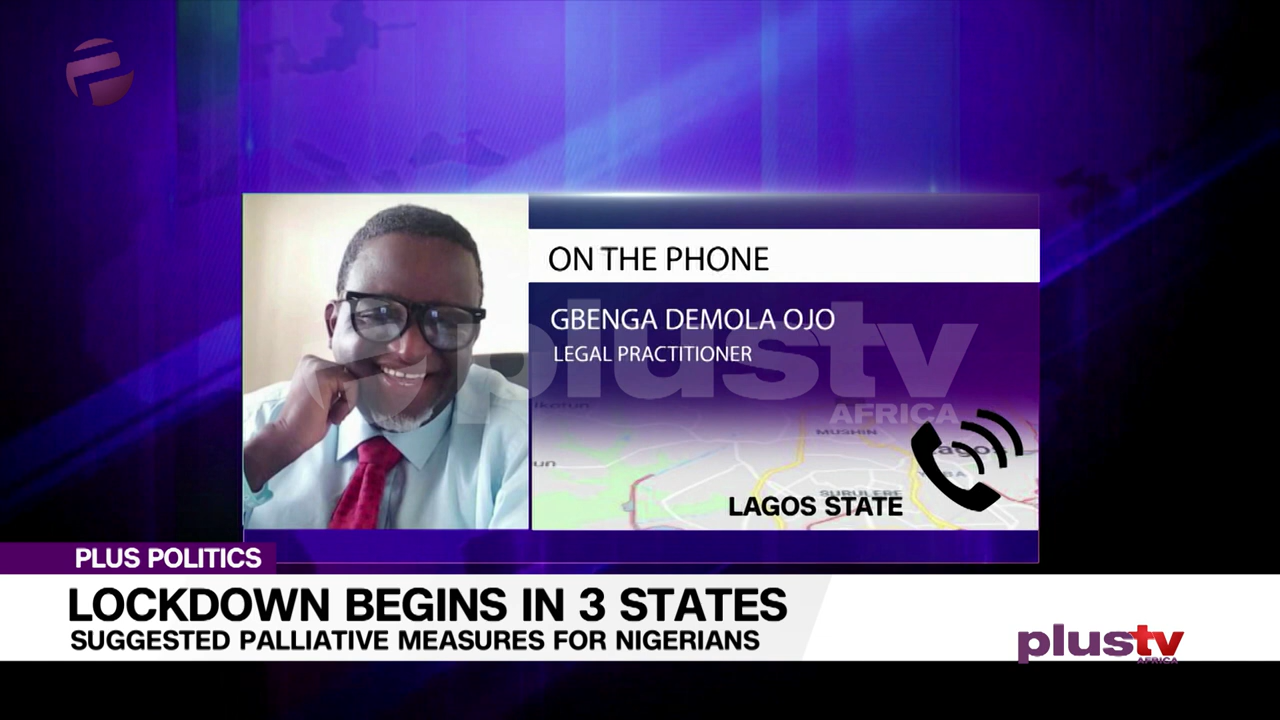 ON THE PHONE
GBENGA DEMOLA OJO
LEGAL PRACTITIONER
plustv
AFRICA
MUSHIN
SURULERE
LAGOS STATE
PLUS POLITICS
LOCKDOWN BEGINS IN 3 STATES
SUGGESTED PALLIATIVE MEASURES FOR NIGERIANS
plustv
AFRICA